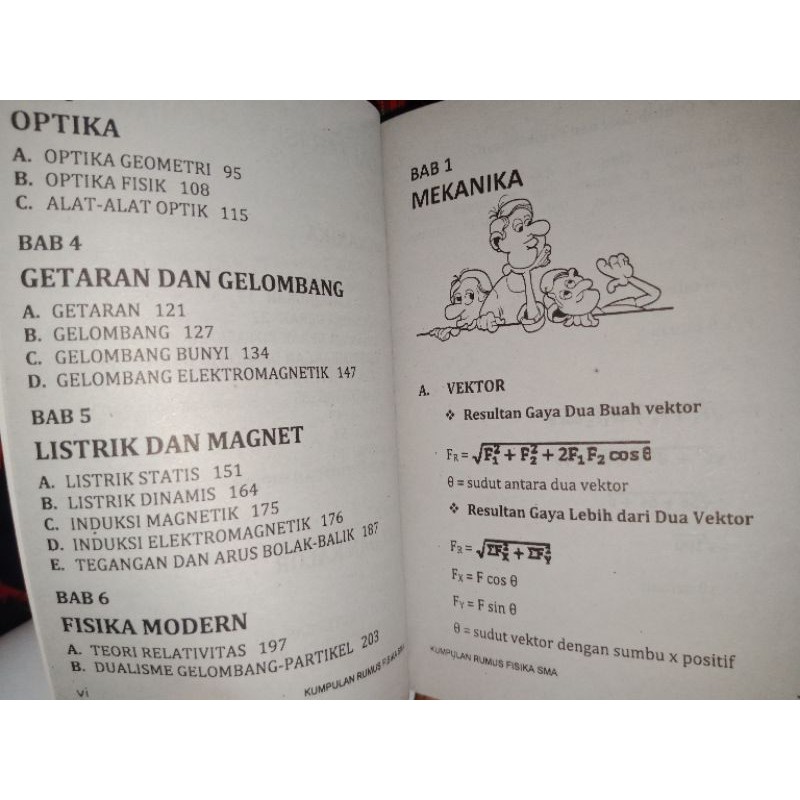 OPTIKA
A. OPTIKA GEOMETRI 95
B. OPTIKA FISIK 108
C. ALAT-ALAT OPTIK 115
BAB 4
GETARAN DAN GELOMBANG
A. GETARAN 121
B. GELOMBANG 127
C. GELOMBANG BUNYI 134
D. GELOMBANG ELEKTROMAGNETIK 147
BAB 5
LISTRIK DAN MAGNET
A. LISTRIK STATIS 151
B. LISTRIK DINAMIS 164
C. INDUKSI MAGNETIK 175
D. INDUKSI ELEKTROMAGNETIK 176
E. TEGANGAN DAN ARUS BOLAK-BALIK 187
BAB 6
FISIKA MODERN
A. TEORI RELATIVITAS 197
B. DUALISME GELOMBANG-PARTIKEL 203
vi
KUMPULAN RUMUS FISIKA SMA
BAB 1
MEKANIKA
A. VEKTOR
❖ Resultan Gaya Dua Buah vektor
F_R = √(F₁² + F₂² + 2F₁F₂ cos θ)
θ = sudut antara dua vektor
❖ Resultan Gaya Lebih dari Dua Vektor
F_R = √(ΣF_X² + ΣF_Y²)
F_X = F cos θ
F_Y = F sin θ
θ = sudut vektor dengan sumbu x positif
KUMPULAN RUMUS FISIKA SMA